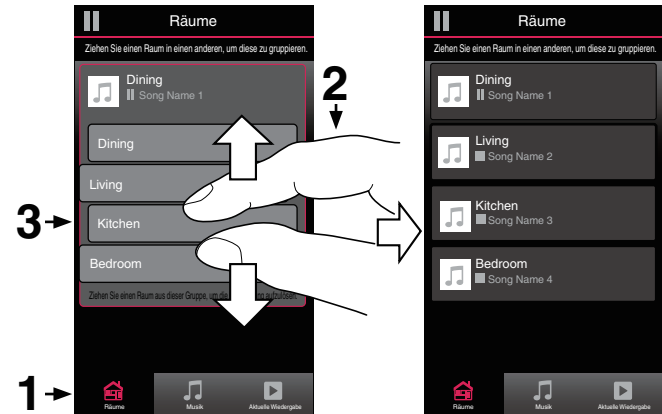 Räume
Ziehen Sie einen Raum in einen anderen, um diese zu gruppieren.
Dining
Song Name 1
Dining
Living
Kitchen
Bedroom
Ziehen Sie einen Raum aus dieser Gruppe, um die aufzulösen.
Räume
Musik
Aktuelle Wiedergabe
1
2
3
Räume
Ziehen Sie einen Raum in einen anderen, um diese zu gruppieren.
Dining
Song Name 1
Living
Song Name 2
Kitchen
Song Name 3
Bedroom
Song Name 4
Räume
Musik
Aktuelle Wiedergabe